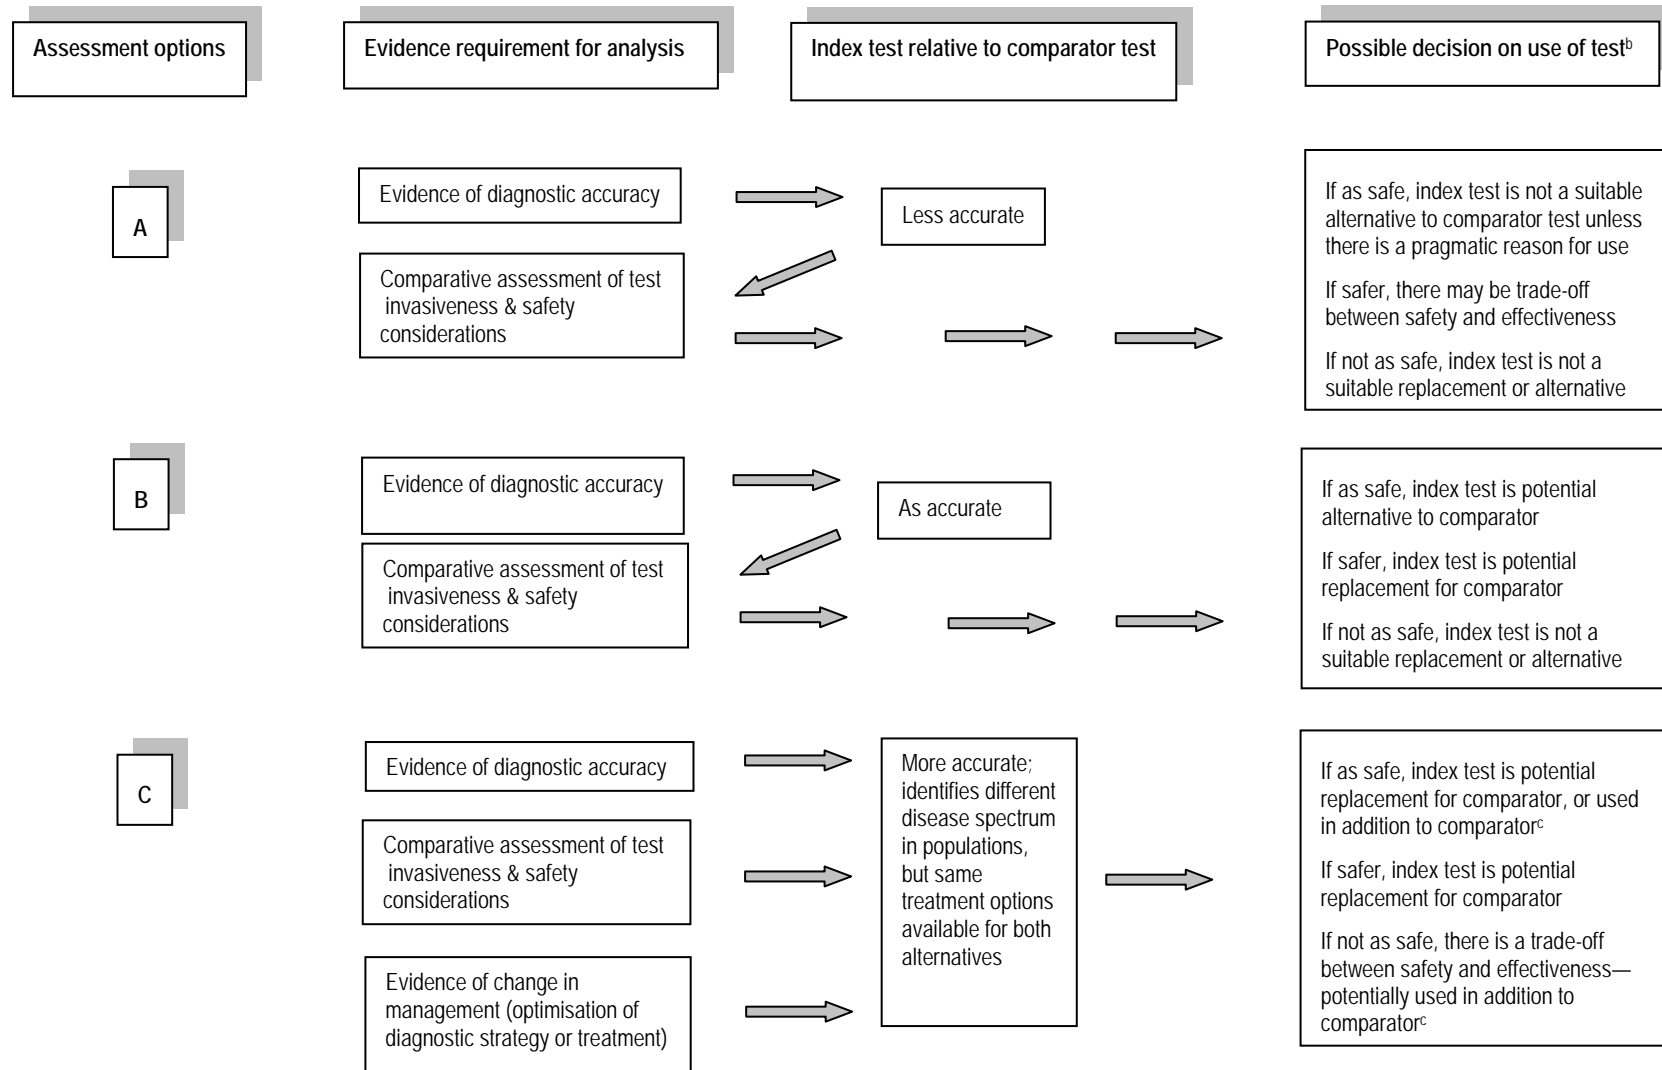 Assessment options
Evidence requirement for analysis
Index test relative to comparator test
Possible decision on use of testᵇ
A
Evidence of diagnostic accuracy
Less accurate
Comparative assessment of test
invasiveness & safety
considerations
If as safe, index test is not a suitable
alternative to comparator test unless
there is a pragmatic reason for use
If safer, there may be trade-off
between safety and effectiveness
If not as safe, index test is not a
suitable replacement or alternative
B
Evidence of diagnostic accuracy
As accurate
Comparative assessment of test
invasiveness & safety
considerations
If as safe, index test is potential
alternative to comparator
If safer, index test is potential
replacement for comparator
If not as safe, index test is not a
suitable replacement or alternative
C
Evidence of diagnostic accuracy
Comparative assessment of test
invasiveness & safety
considerations
Evidence of change in
management (optimisation of
diagnostic strategy or treatment)
More accurate;
identifies different
disease spectrum
in populations,
but same
treatment options
available for both
alternatives
If as safe, index test is potential
replacement for comparator, or used
in addition to comparatorᶜ
If safer, index test is potential
replacement for comparator
If not as safe, there is a trade-off
between safety and effectiveness—
potentially used in addition to
comparatorᶜ